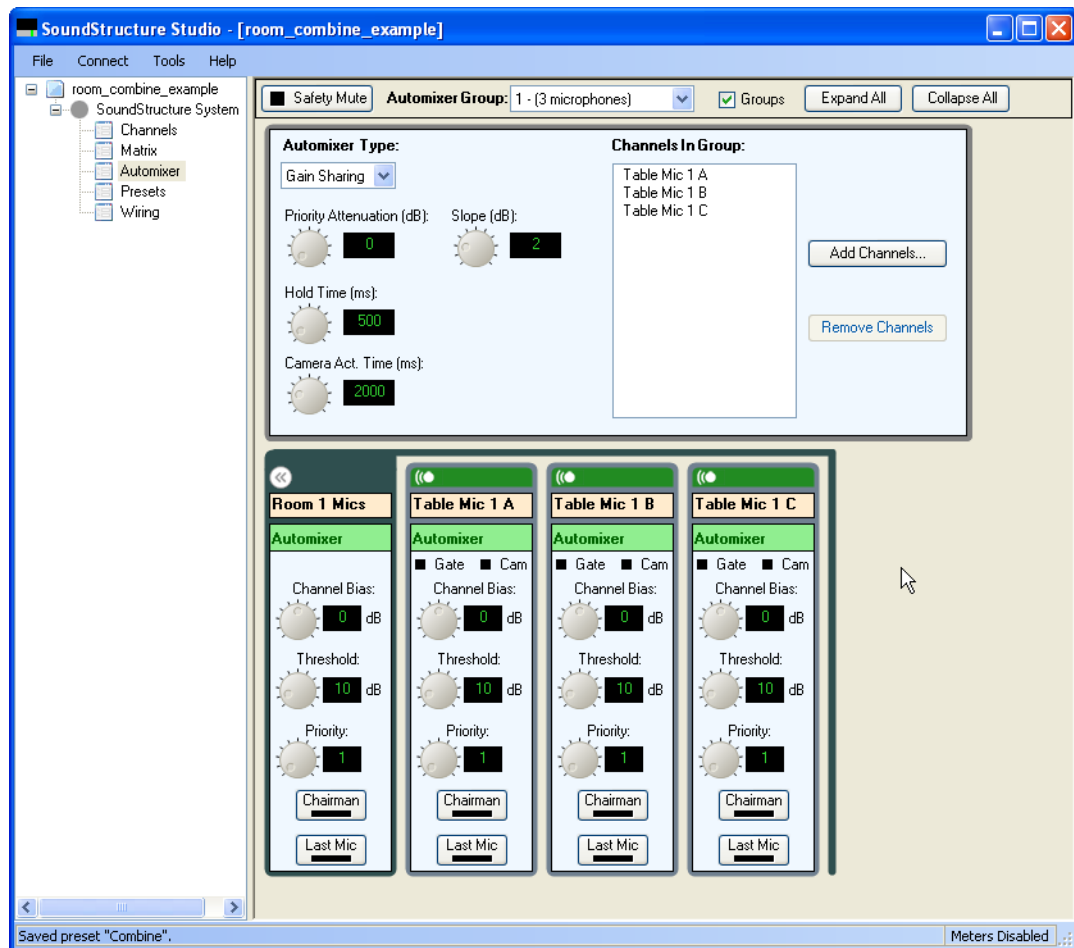 SoundStructure Studio - [room_combine_example]
File Connect Tools Help
room_combine_example
SoundStructure System
Channels
Matrix
Automixer
Presets
Wiring
Safety Mute Automixer Group: 1 - (3 microphones) Groups Expand All Collapse All
Automixer Type: Channels In Group:
Gain Sharing
Table Mic 1 A
Table Mic 1 B
Table Mic 1 C
Priority Attenuation (dB): Slope (dB):
0 2
Add Channels...
Hold Time (ms):
500
Remove Channels
Camera Act. Time (ms):
2000
Room 1 Mics Table Mic 1 A Table Mic 1 B Table Mic 1 C
Automixer Automixer Automixer Automixer
Gate Cam Gate Cam Gate Cam
Channel Bias: Channel Bias: Channel Bias: Channel Bias:
0 dB 0 dB 0 dB 0 dB
Threshold: Threshold: Threshold: Threshold:
10 dB 10 dB 10 dB 10 dB
Priority: Priority: Priority: Priority:
1 1 1 1
Chairman Chairman Chairman Chairman
Last Mic Last Mic Last Mic Last Mic
Saved preset "Combine". Meters Disabled